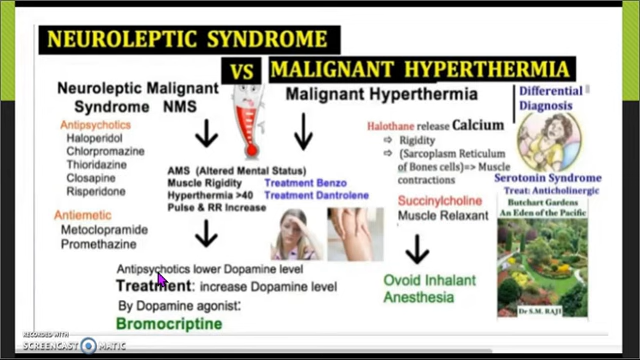 NEUROLEPTIC SYNDROME
VS MALIGNANT HYPERTHERMIA
Neuroleptic Malignant
Syndrome NMS
Antipsychotics
Haloperidol
Chlorpromazine
Thioridazine
Closapine
Risperidone
Antiemetic
Metoclopramide
Promethazine
AMS (Altered Mental Status)
Muscle Rigidity
Hyperthermia >40
Pulse & RR Increase
Treatment Benzo
Treatment Dantrolene
Antipsychotics lower Dopamine level
Treatment: increase Dopamine level
By Dopamine agonist:
Bromocriptine
Malignant Hyperthermia
Halothane release Calcium
⇨ Rigidity
⇨ (Sarcoplasm Reticulum
of Bones cells)=> Muscle
contractions
Succinylcholine
Muscle Relaxant
Ovoid Inhalant
Anesthesia
Differential
Diagnosis
Serotonin Syndrome
Treat: Anticholinergic
Butchart Gardens
An Eden of the Pacific
Dr S.M. RAJI
RECORDED WITH
SCREENCAST MATIC